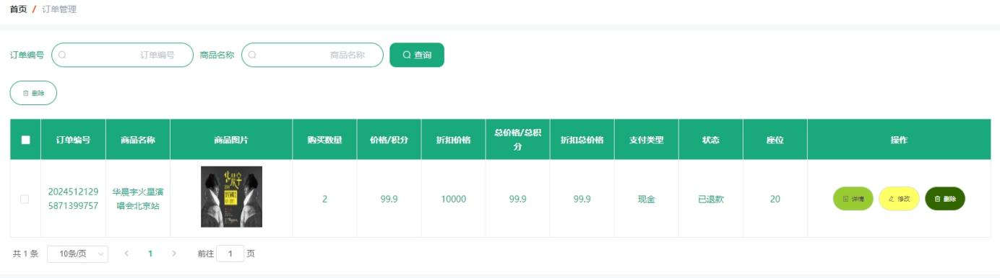 首页 / 订单管理
订单编号 订单编号 商品名称 商品名称 查询
删除
订单编号 商品名称 商品图片 购买数量 价格/积分 折扣价格 总价格/总积分 折扣总价格 支付类型 状态 座位 操作
2024512129
5871399757
华晨宇火星演
唱会北京站
华晨宇
2 99.9 10000 99.9 99.9 现金 已退款 20 详情 修改 删除
共 1 条 10条/页 1 前往 1 页